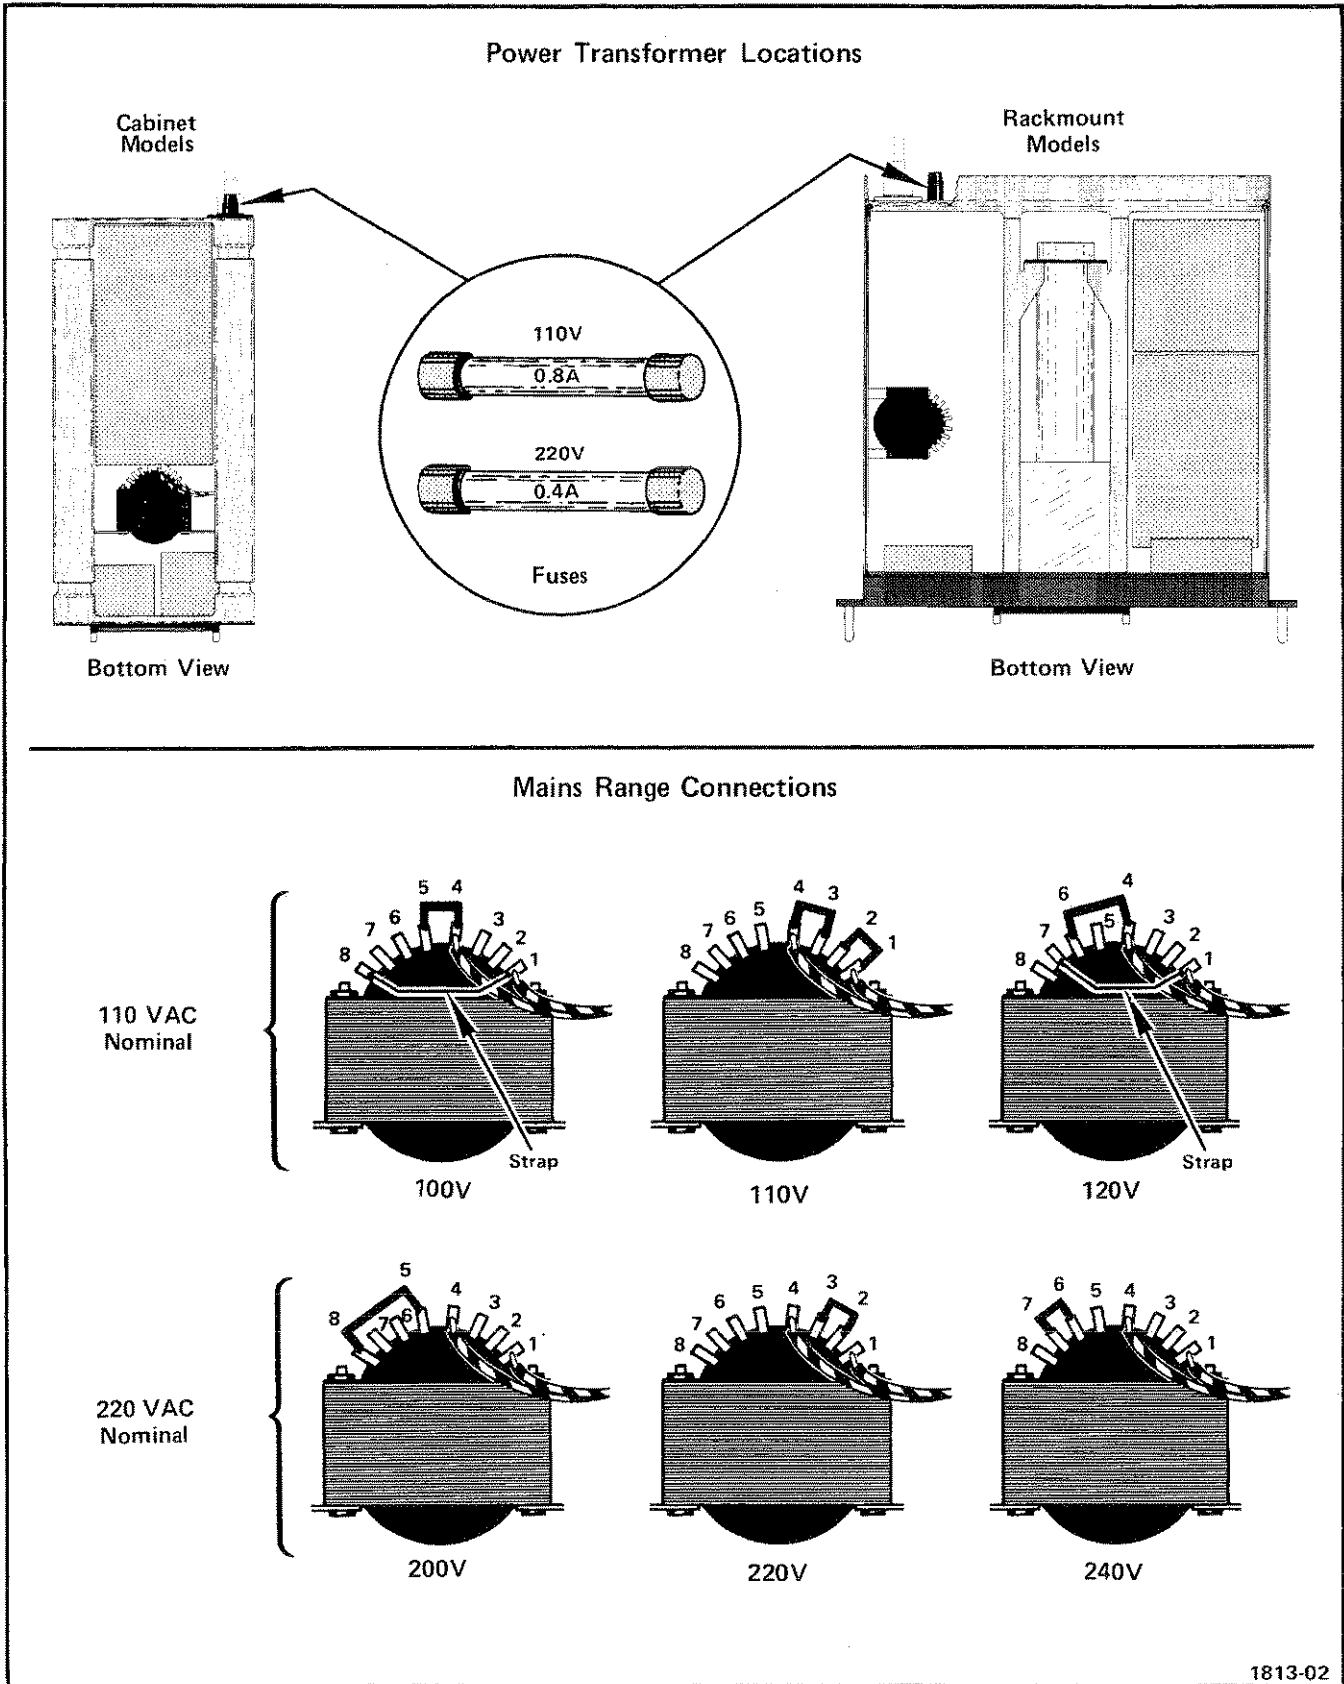 Power Transformer Locations
Cabinet
Models
Rackmount
Models
110V
0.8A
220V
0.4A
Fuses
Bottom View
Bottom View
Mains Range Connections
110 VAC
Nominal
8 7 6 5 4 3 2 1
Strap
100V
8 7 6 5 4 3 2 1
110V
8 7 6 5 4 3 2 1
Strap
120V
220 VAC
Nominal
8 7 6 5 4 3 2 1
200V
8 7 6 5 4 3 2 1
220V
8 7 6 5 4 3 2 1
240V
1813-02